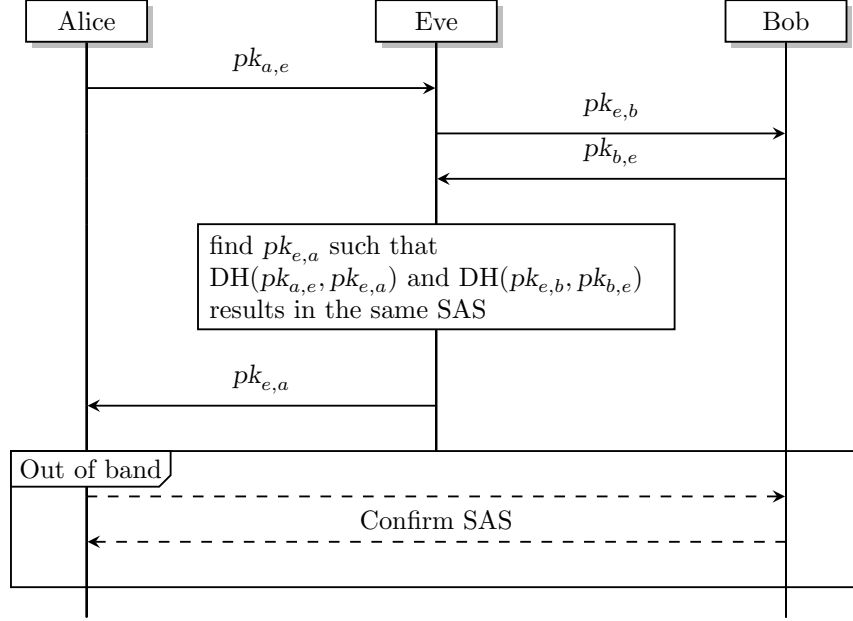 Alice
Eve
Bob
pk_{a,e}
pk_{e,b}
pk_{b,e}
find pk_{e,a} such that
DH(pk_{a,e}, pk_{e,a}) and DH(pk_{e,b}, pk_{b,e})
results in the same SAS
pk_{e,a}
Out of band
Confirm SAS